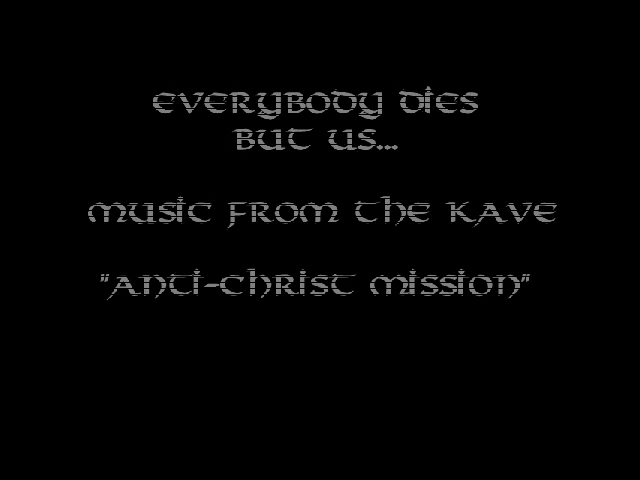 EVERYBODY DIES
BUT US...
MUSIC FROM THE KAVE
"ANTI-CHRIST MISSION"